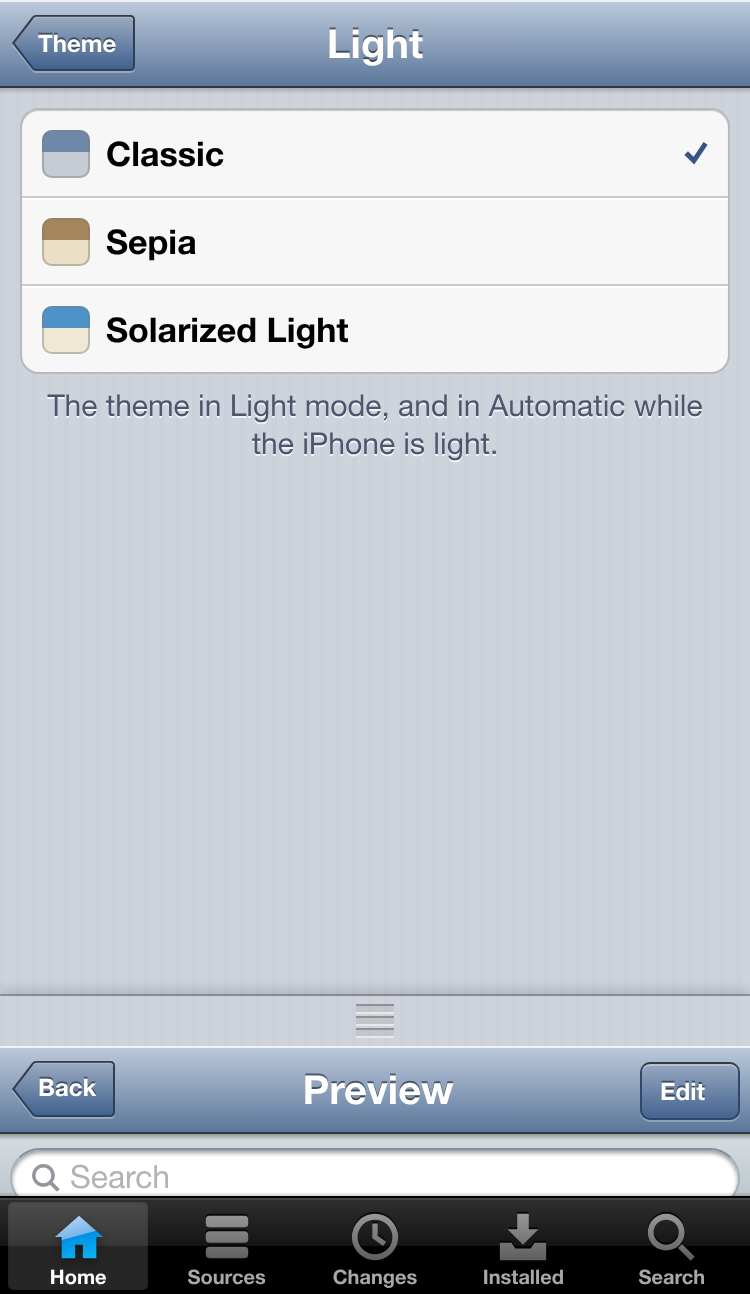 Theme
Light
Classic
Sepia
Solarized Light
The theme in Light mode, and in Automatic while
the iPhone is light.
Back
Preview
Edit
Search
Home
Sources
Changes
Installed
Search